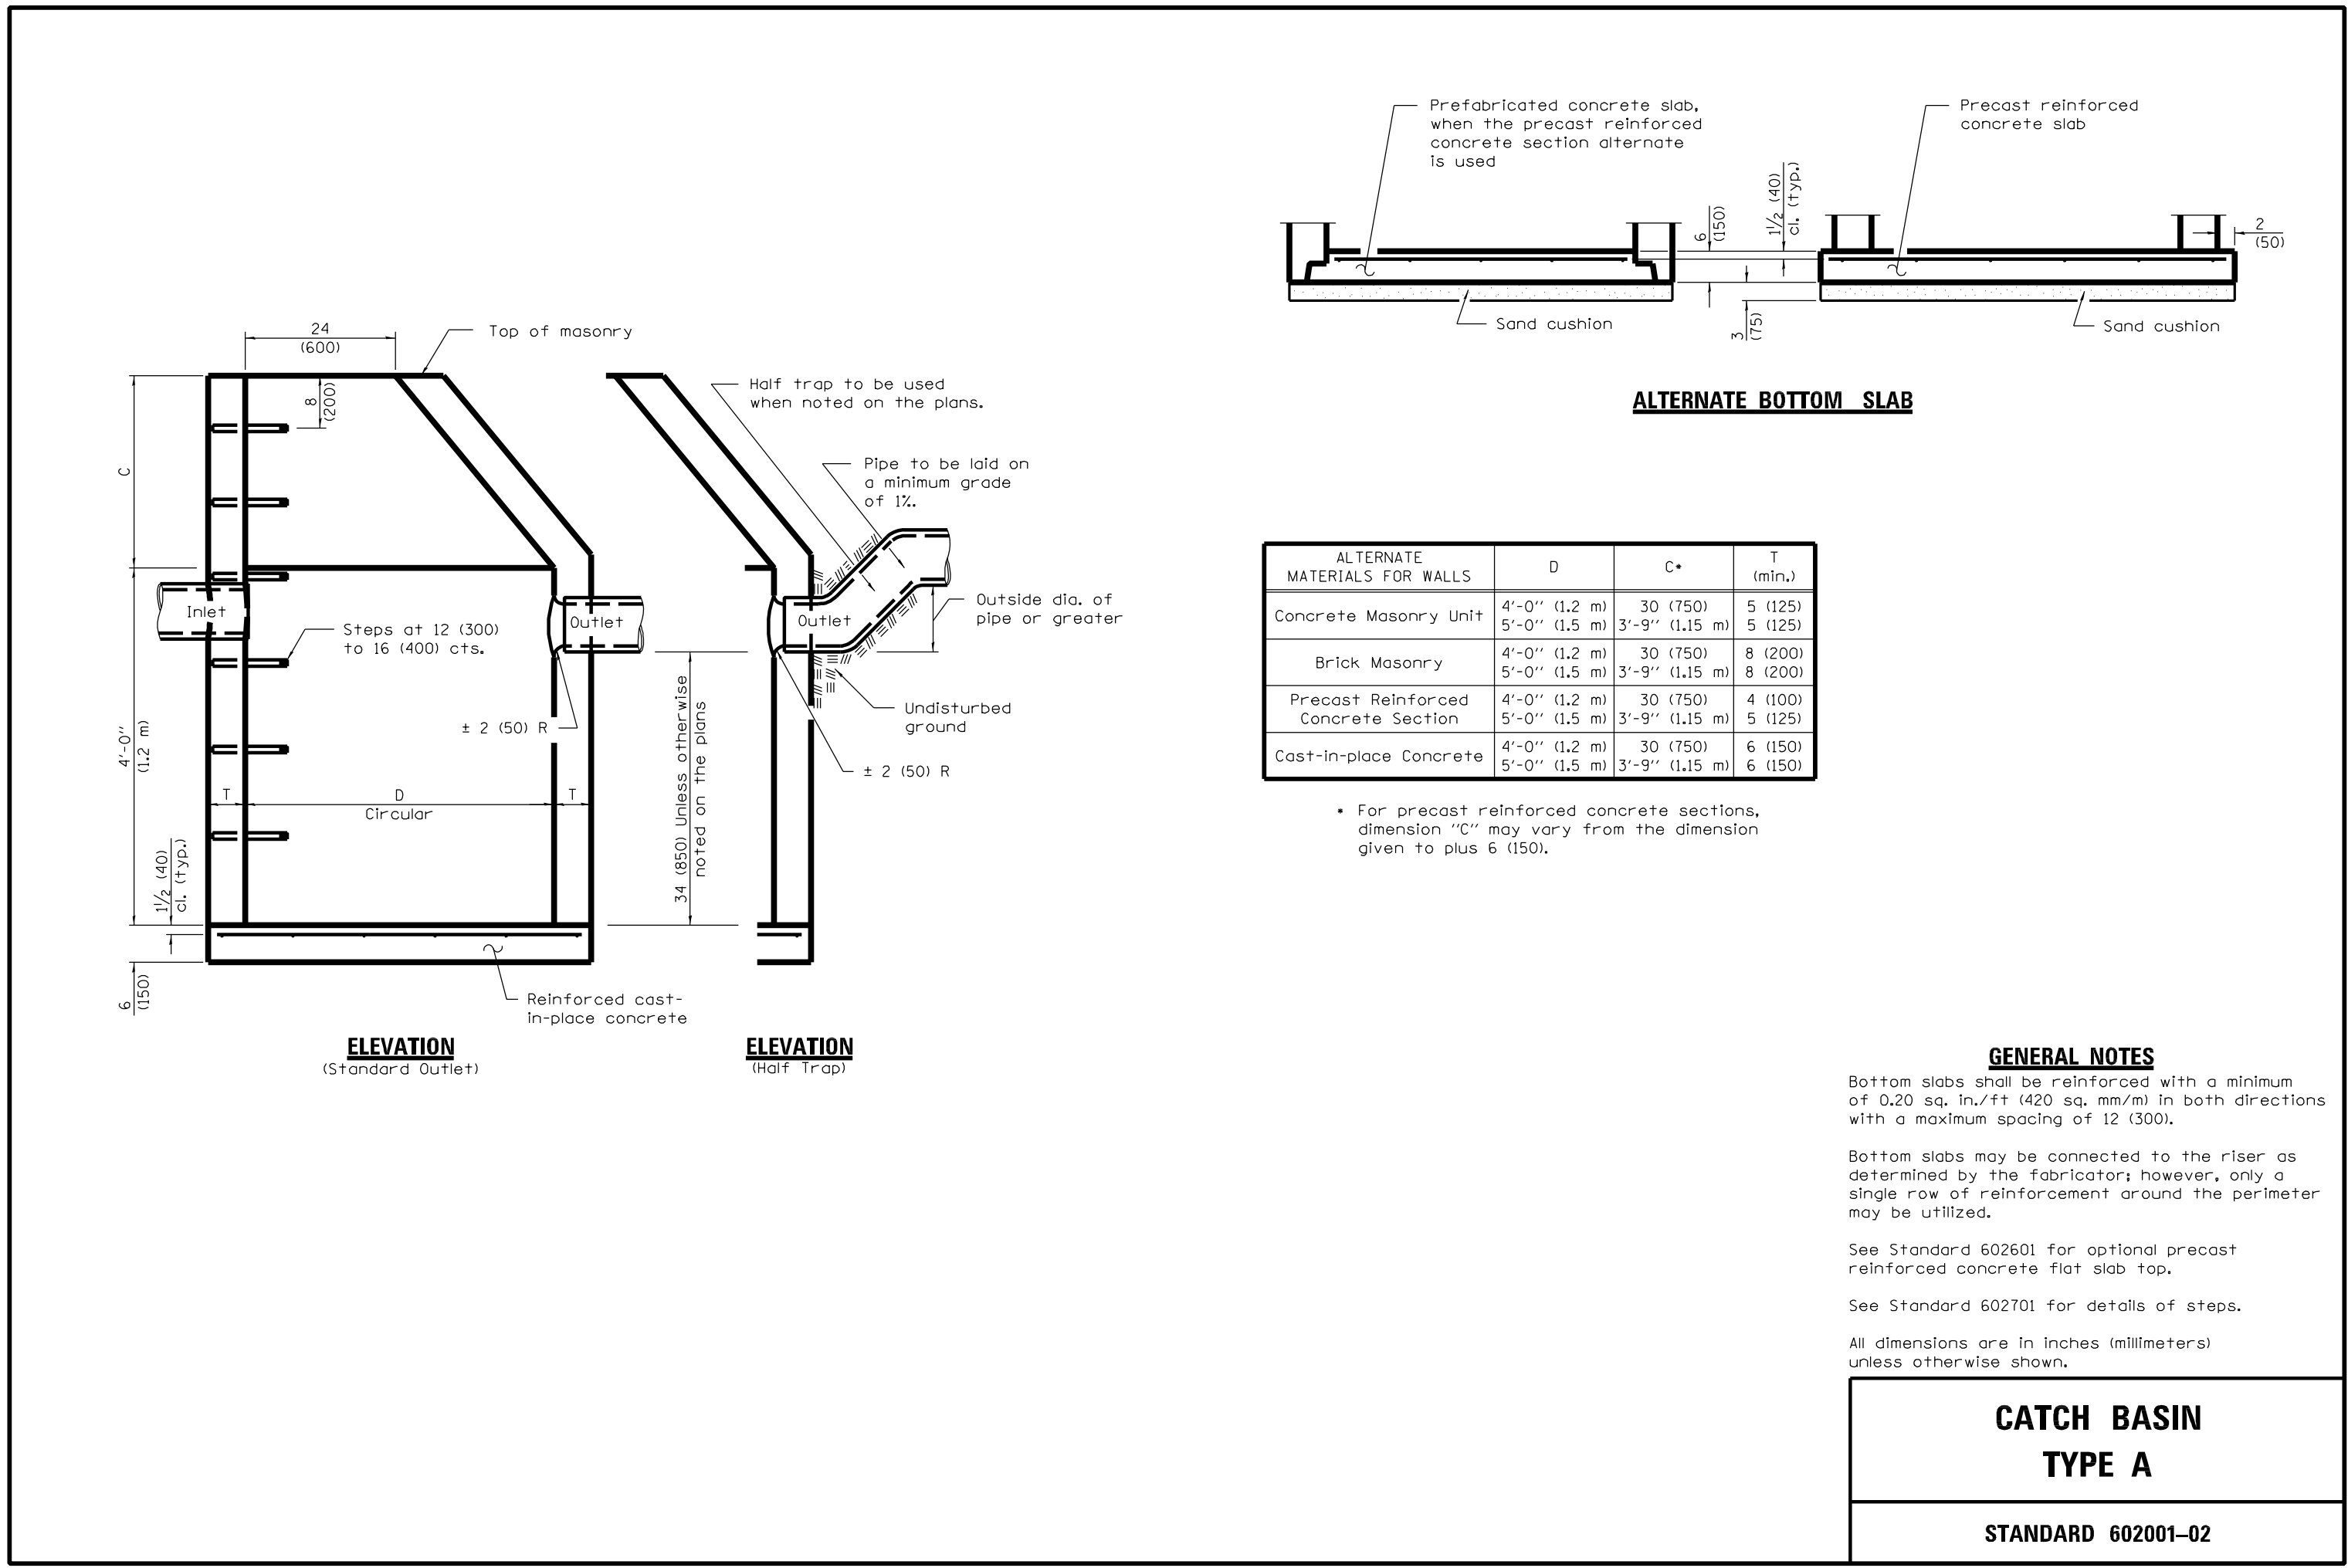 Prefabricated concrete slab,
when the precast reinforced
concrete section alternate
is used
Precast reinforced
concrete slab
6
(150)
1 1/2 (40)
cl. (typ.)
2
(50)
3
(75)
Sand cushion
Sand cushion
ALTERNATE BOTTOM SLAB
24
(600)
Top of masonry
8
(200)
C
Half trap to be used
when noted on the plans.
Pipe to be laid on
a minimum grade
of 1%.
Inlet
Outlet
Outlet
Outside dia. of
pipe or greater
Steps at 12 (300)
to 16 (400) cts.
Undisturbed
ground
± 2 (50) R
± 2 (50) R
4'-0''
(1.2 m)
T
D
T
Circular
34 (850) Unless otherwise
noted on the plans
1 1/2 (40)
cl. (typ.)
6
(150)
Reinforced cast-
in-place concrete
ELEVATION
(Standard Outlet)
ELEVATION
(Half Trap)
ALTERNATE
MATERIALS FOR WALLS
D
C*
T
(min.)
Concrete Masonry Unit
4'-0'' (1.2 m) 30 (750) 5 (125)
5'-0'' (1.5 m) 3'-9'' (1.15 m) 5 (125)
Brick Masonry
4'-0'' (1.2 m) 30 (750) 8 (200)
5'-0'' (1.5 m) 3'-9'' (1.15 m) 8 (200)
Precast Reinforced
Concrete Section
4'-0'' (1.2 m) 30 (750) 4 (100)
5'-0'' (1.5 m) 3'-9'' (1.15 m) 5 (125)
Cast-in-place Concrete
4'-0'' (1.2 m) 30 (750) 6 (150)
5'-0'' (1.5 m) 3'-9'' (1.15 m) 6 (150)
* For precast reinforced concrete sections,
dimension ''C'' may vary from the dimension
given to plus 6 (150).
GENERAL NOTES
Bottom slabs shall be reinforced with a minimum
of 0.20 sq. in./ft (420 sq. mm/m) in both directions
with a maximum spacing of 12 (300).
Bottom slabs may be connected to the riser as
determined by the fabricator; however, only a
single row of reinforcement around the perimeter
may be utilized.
See Standard 602601 for optional precast
reinforced concrete flat slab top.
See Standard 602701 for details of steps.
All dimensions are in inches (millimeters)
unless otherwise shown.
CATCH BASIN
TYPE A
STANDARD 602001–02